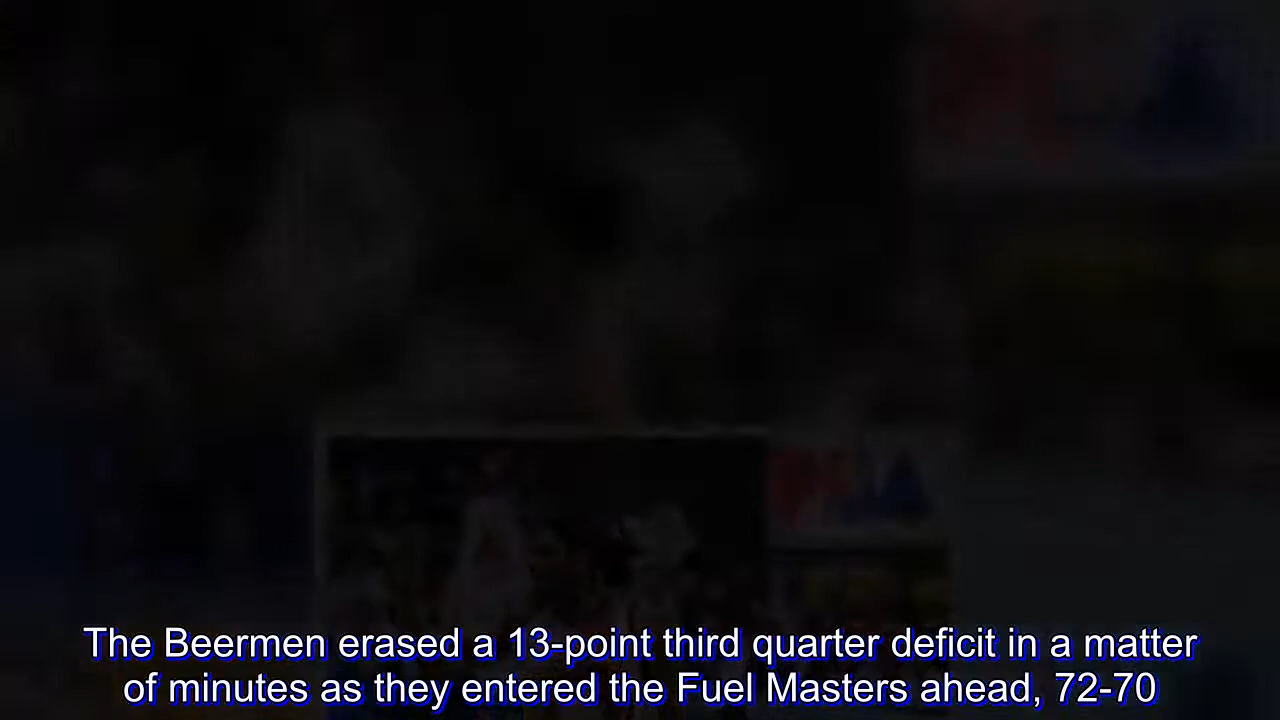 The Beermen erased a 13-point third quarter deficit in a matter
of minutes as they entered the Fuel Masters ahead, 72-70